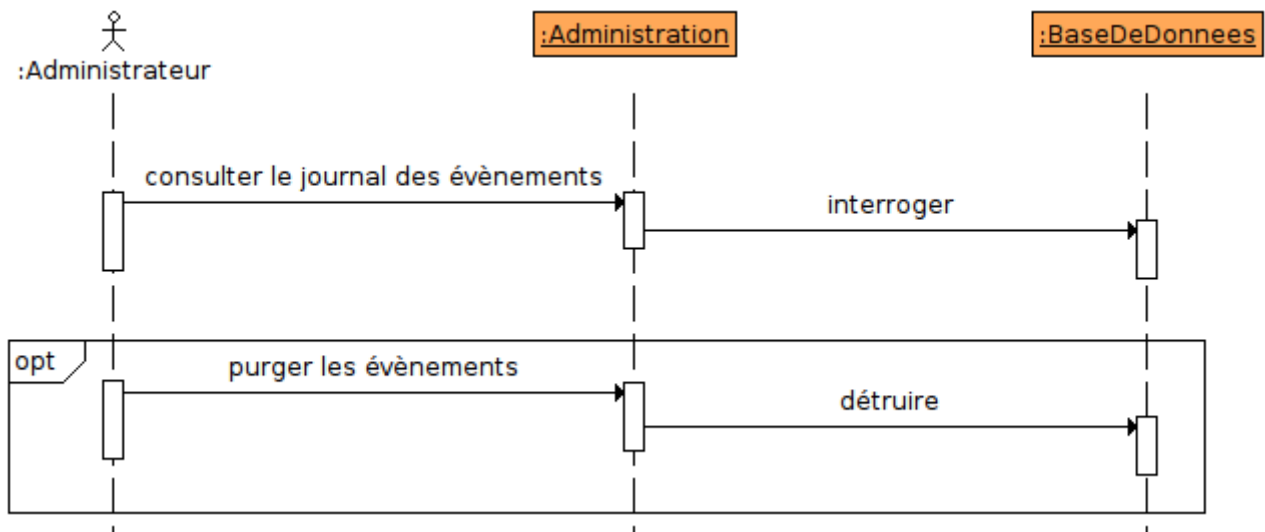 :Administrateur
:Administration
:BaseDeDonnees
consulter le journal des évènements
interroger
opt
purger les évènements
détruire